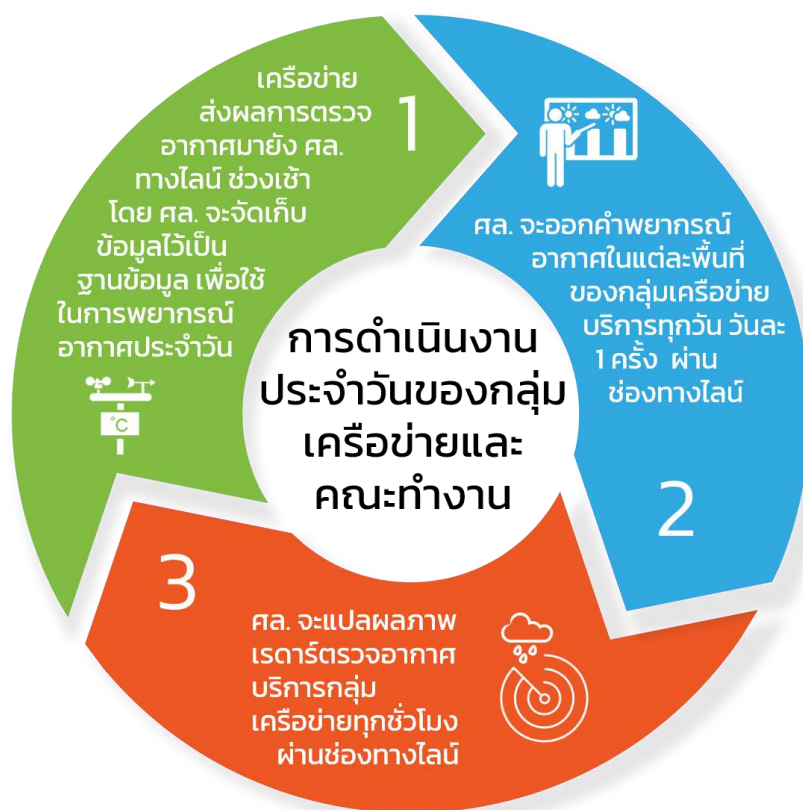 การดำเนินงาน
ประจำวันของกลุ่ม
เครือข่ายและ
คณะทำงาน
1
เครือข่าย
ส่งผลการตรวจ
อากาศมายัง ศล.
ทางไลน์ ช่วงเช้า
โดย ศล. จะจัดเก็บ
ข้อมูลไว้เป็น
ฐานข้อมูล เพื่อใช้
ในการพยากรณ์
อากาศประจำวัน
°C
ศล. จะออกคำพยากรณ์
อากาศในแต่ละพื้นที่
ของกลุ่มเครือข่าย
บริการทุกวัน วันละ
1 ครั้ง ผ่าน
ช่องทางไลน์
2
3
ศล. จะแปลผลภาพ
เรดาร์ตรวจอากาศ
บริการกลุ่ม
เครือข่ายทุกชั่วโมง
ผ่านช่องทางไลน์